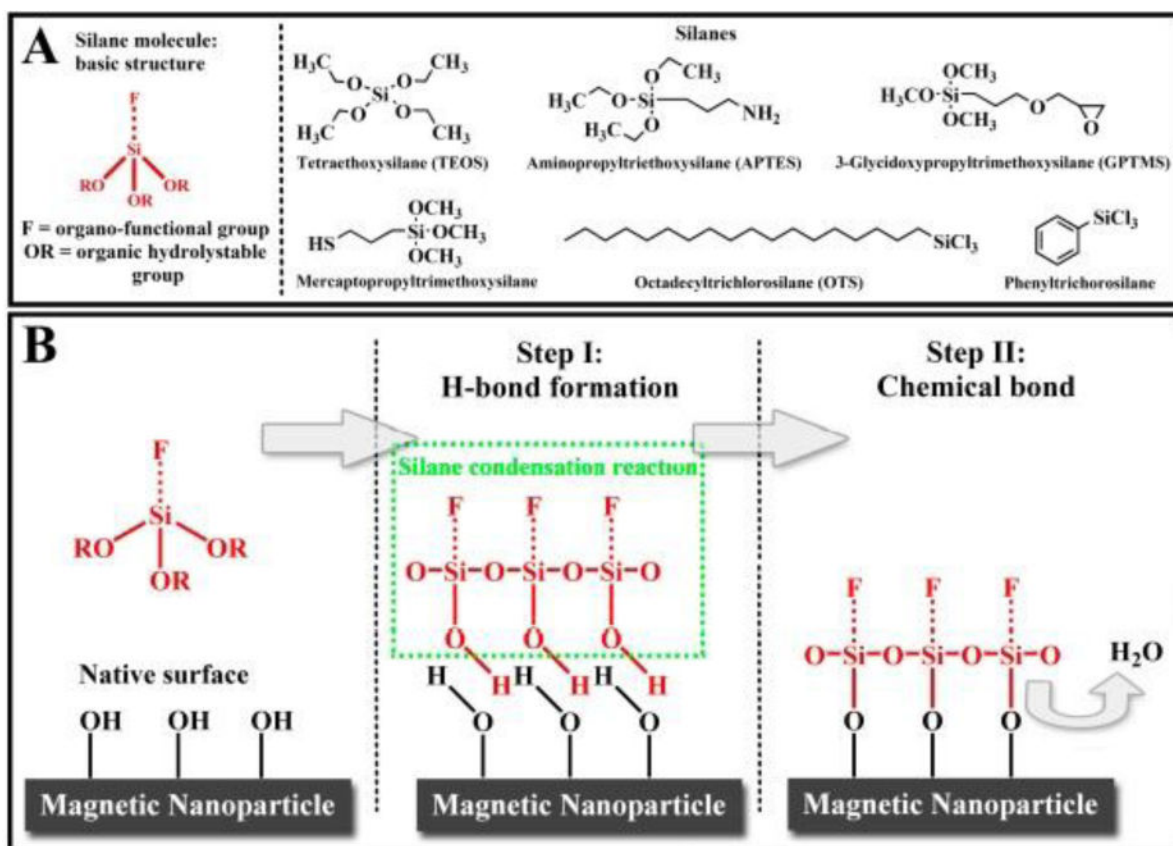 A
Silane molecule:
basic structure
F
Si
RO
OR
OR
F = organo-functional group
OR = organic hydrolystable
group
Silanes
H₃C
O
O
CH₃
Si
O
O
H₃C
CH₃
Tetraethoxysilane (TEOS)
O
CH₃
H₃C
O
Si
NH₂
H₃C
O
Aminopropyltriethoxysilane (APTES)
OCH₃
H₃CO
Si
O
OCH₃
O
3-Glycidoxypropyltrimethoxysilane (GPTMS)
OCH₃
HS
Si
OCH₃
OCH₃
Mercaptopropyltrimethoxysilane
SiCl₃
Octadecyltrichlorosilane (OTS)
SiCl₃
Phenyltrichorosilane
B
F
Si
RO
OR
OR
Native surface
OH OH OH
Magnetic Nanoparticle
Step I:
H-bond formation
Silane condensation reaction
F F F
O Si O Si O Si O
O O O
H H H
H H H
O O O
Magnetic Nanoparticle
Step II:
Chemical bond
F F F
O Si O Si O Si O
H₂O
O O O
Magnetic Nanoparticle